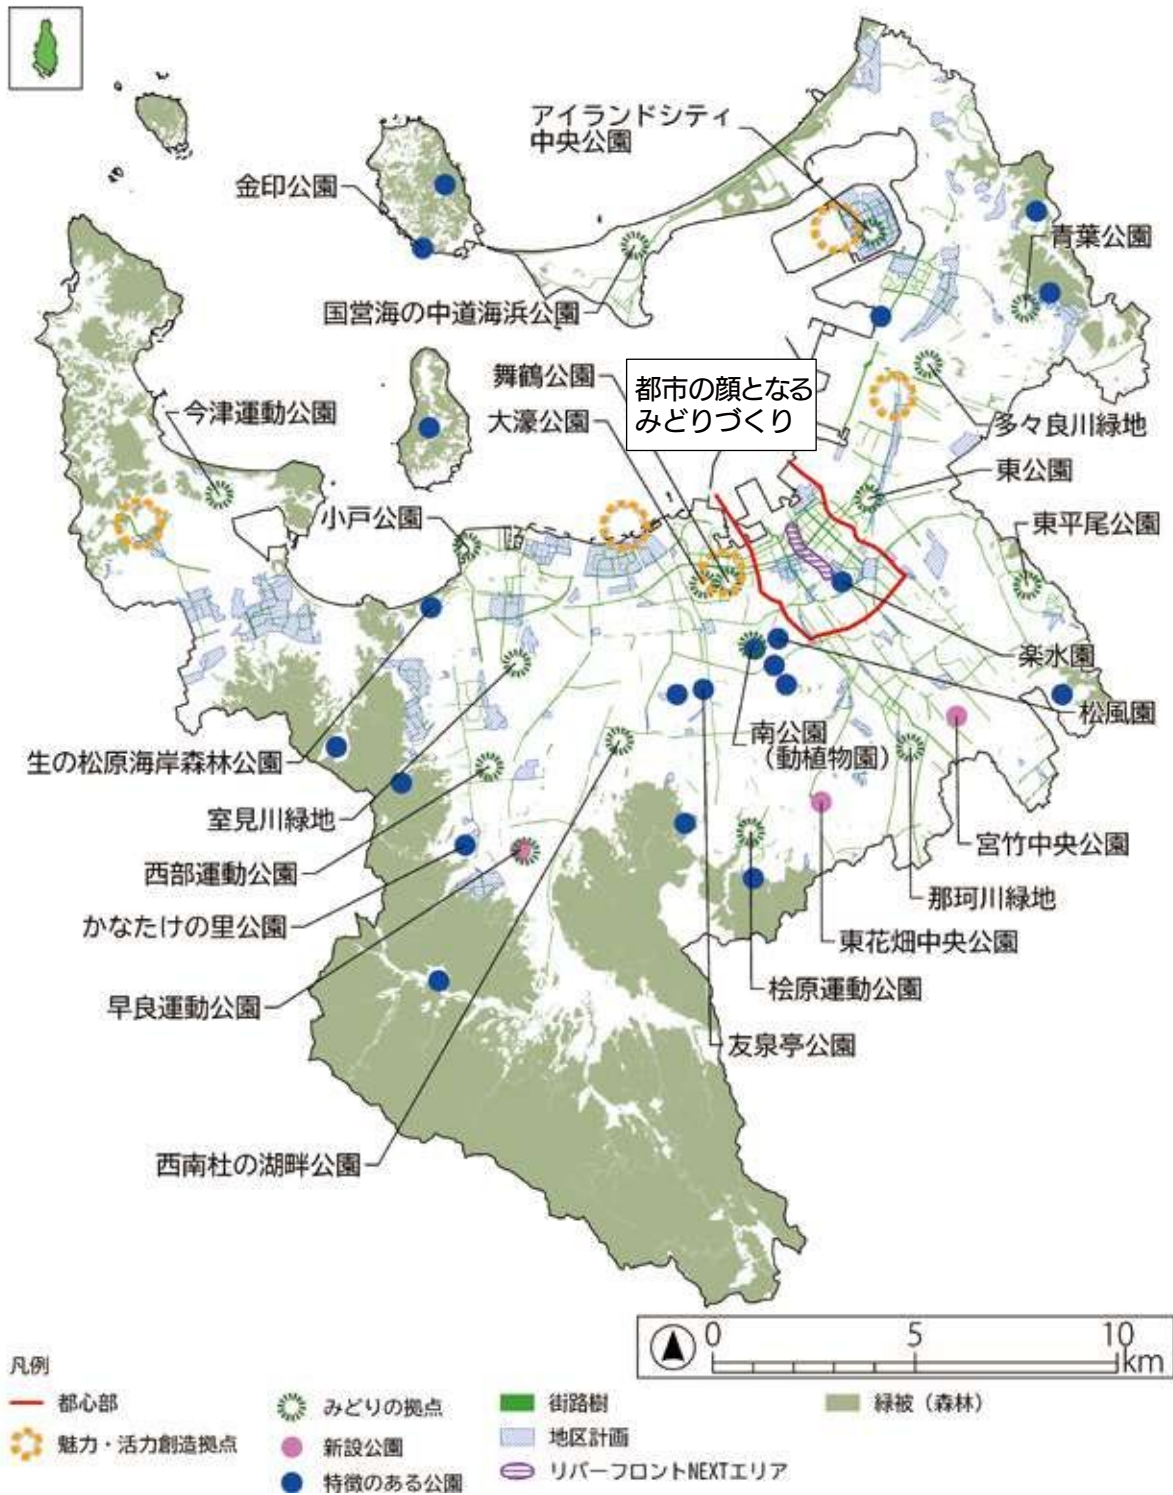 アイランドシティ
中央公園
金印公園
青葉公園
国営海の中道海浜公園
舞鶴公園
都市の顔となる
みどりづくり
大濠公園
今津運動公園
多々良川緑地
東公園
小戸公園
東平尾公園
楽水園
松風園
南公園
（動植物園）
生の松原海岸森林公園
室見川緑地
宮竹中央公園
西部運動公園
那珂川緑地
かなたけの里公園
東花畑中央公園
桧原運動公園
早良運動公園
友泉亭公園
西南杜の湖畔公園
0 5 10
km
凡例
都心部
魅力・活力創造拠点
みどりの拠点
新設公園
特徴のある公園
街路樹
地区計画
リバーフロントNEXTエリア
緑被（森林）